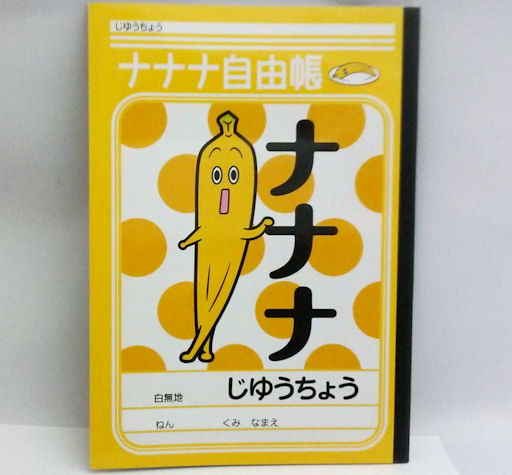 じゆうちょう
ナナナ自由帳
ナナナ
白無地
じゆうちょう
ねん くみ なまえ